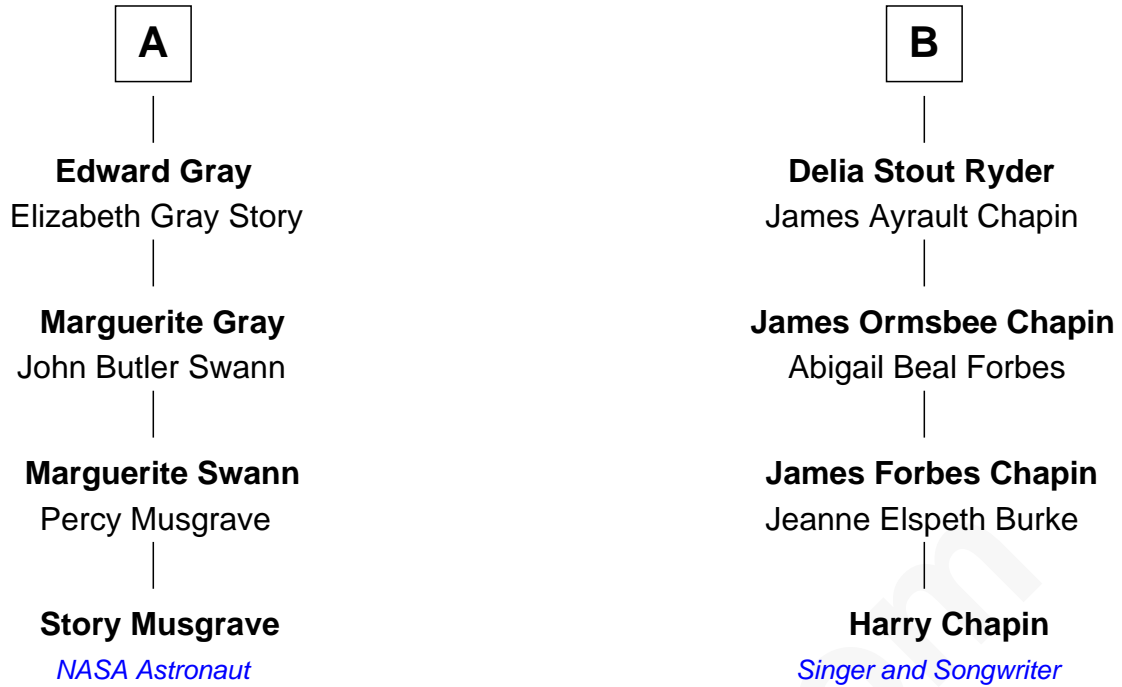 A
Edward Gray
Elizabeth Gray Story
Marguerite Gray
John Butler Swann
Marguerite Swann
Percy Musgrave
Story Musgrave
NASA Astronaut
B
Delia Stout Ryder
James Ayrault Chapin
James Ormsbee Chapin
Abigail Beal Forbes
James Forbes Chapin
Jeanne Elspeth Burke
Harry Chapin
Singer and Songwriter